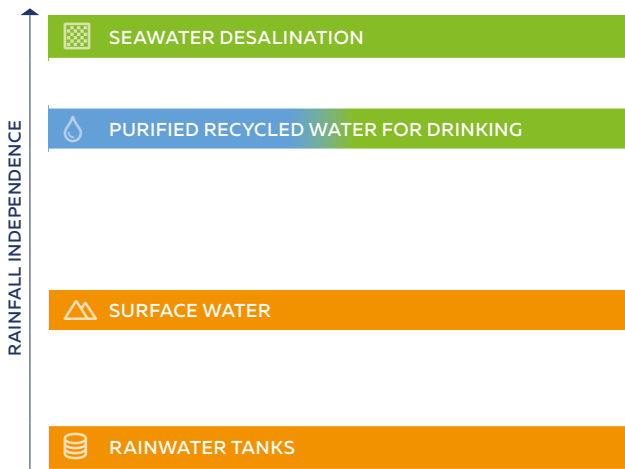 SEAWATER DESALINATION
PURIFIED RECYCLED WATER FOR DRINKING
RAINFALL INDEPENDENCE
SURFACE WATER
RAINWATER TANKS